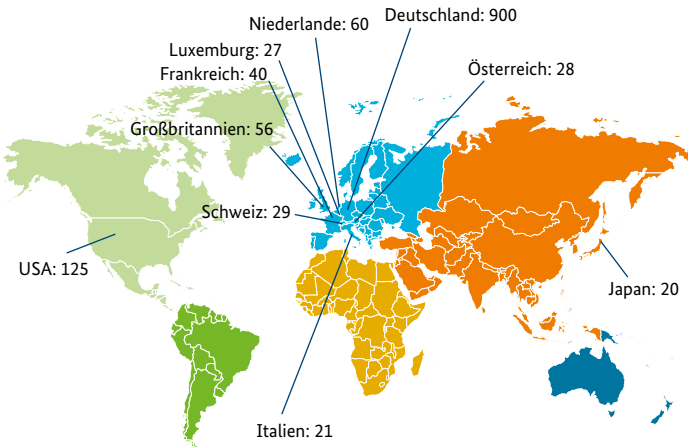 Deutschland: 900
Niederlande: 60
Luxemburg: 27
Frankreich: 40
Österreich: 28
Großbritannien: 56
Schweiz: 29
USA: 125
Japan: 20
Italien: 21